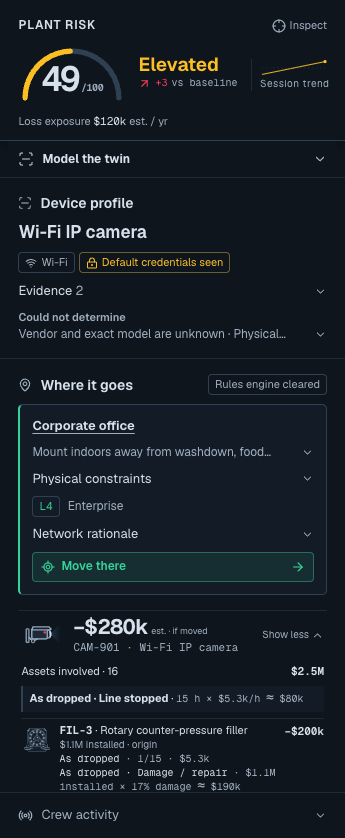 PLANT RISK
Inspect
49 /100
Elevated
+3 vs baseline
Session trend
Loss exposure $120k est. / yr
Model the twin
Device profile
Wi-Fi IP camera
Wi-Fi
Default credentials seen
Evidence 2
Could not determine
Vendor and exact model are unknown · Physical...
Where it goes
Rules engine cleared
Corporate office
Mount indoors away from washdown, food...
Physical constraints
L4 Enterprise
Network rationale
Move there
−$280k est. · if moved
Show less
CAM-901 · Wi-Fi IP camera
Assets involved · 16 $2.5M
As dropped · Line stopped · 15 h × $5.3k/h ≈ $80k
FIL-3 · Rotary counter-pressure filler −$200k
$1.1M installed · origin
As dropped · 1/15 · $5.3k
As dropped · Damage / repair · $1.1M
installed × 17% damage ≈ $190k
Crew activity